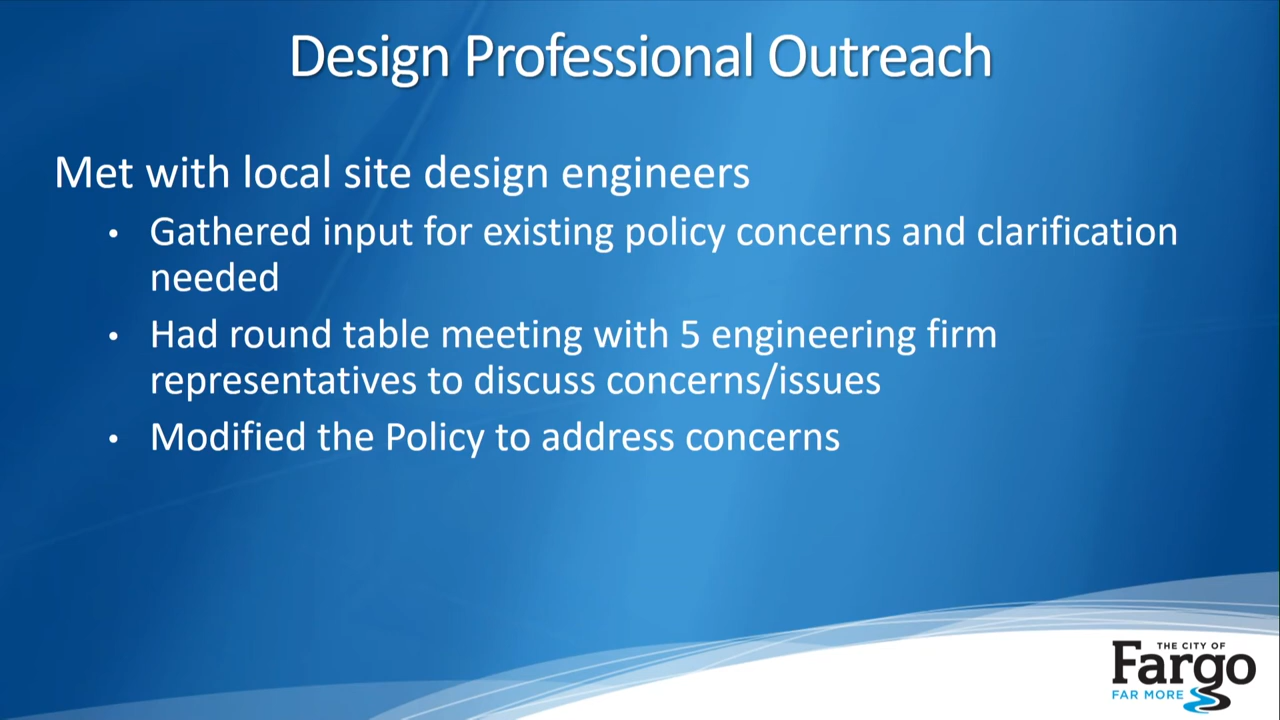 Design Professional Outreach
Met with local site design engineers
• Gathered input for existing policy concerns and clarification
needed
• Had round table meeting with 5 engineering firm
representatives to discuss concerns/issues
• Modified the Policy to address concerns
THE CITY OF
Fargo
FAR MORE